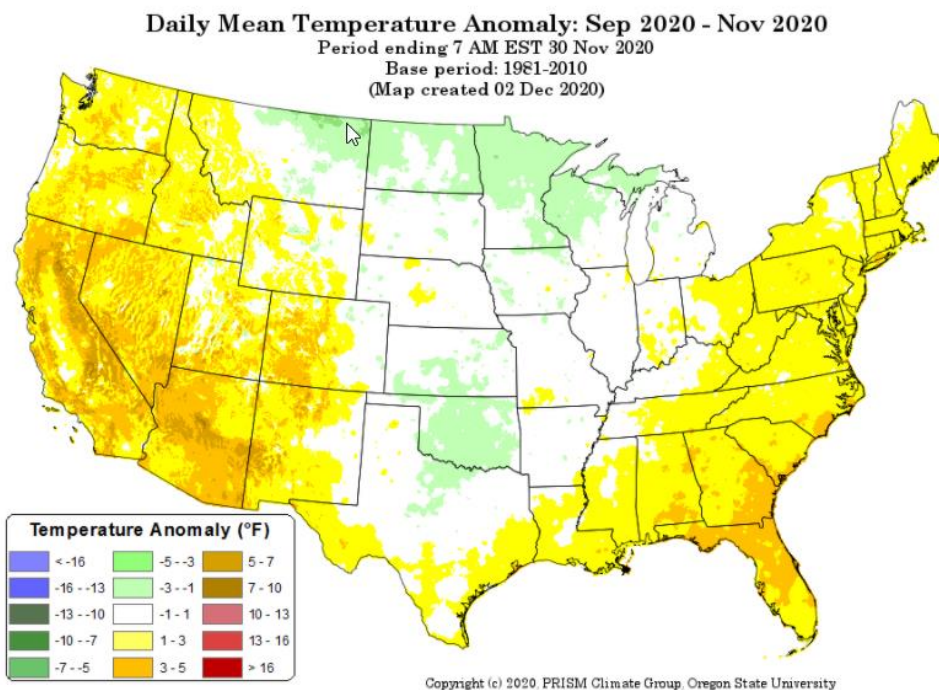 Daily Mean Temperature Anomaly: Sep 2020 - Nov 2020
Period ending 7 AM EST 30 Nov 2020
Base period: 1981-2010
(Map created 02 Dec 2020)
Temperature Anomaly (°F)
< -16
-5 - -3
5 - 7
-16 - -13
-3 - -1
7 - 10
-13 - -10
-1 - 1
10 - 13
-10 - -7
1 - 3
13 - 16
-7 - -5
3 - 5
> 16
Copyright (c) 2020, PRISM Climate Group, Oregon State University